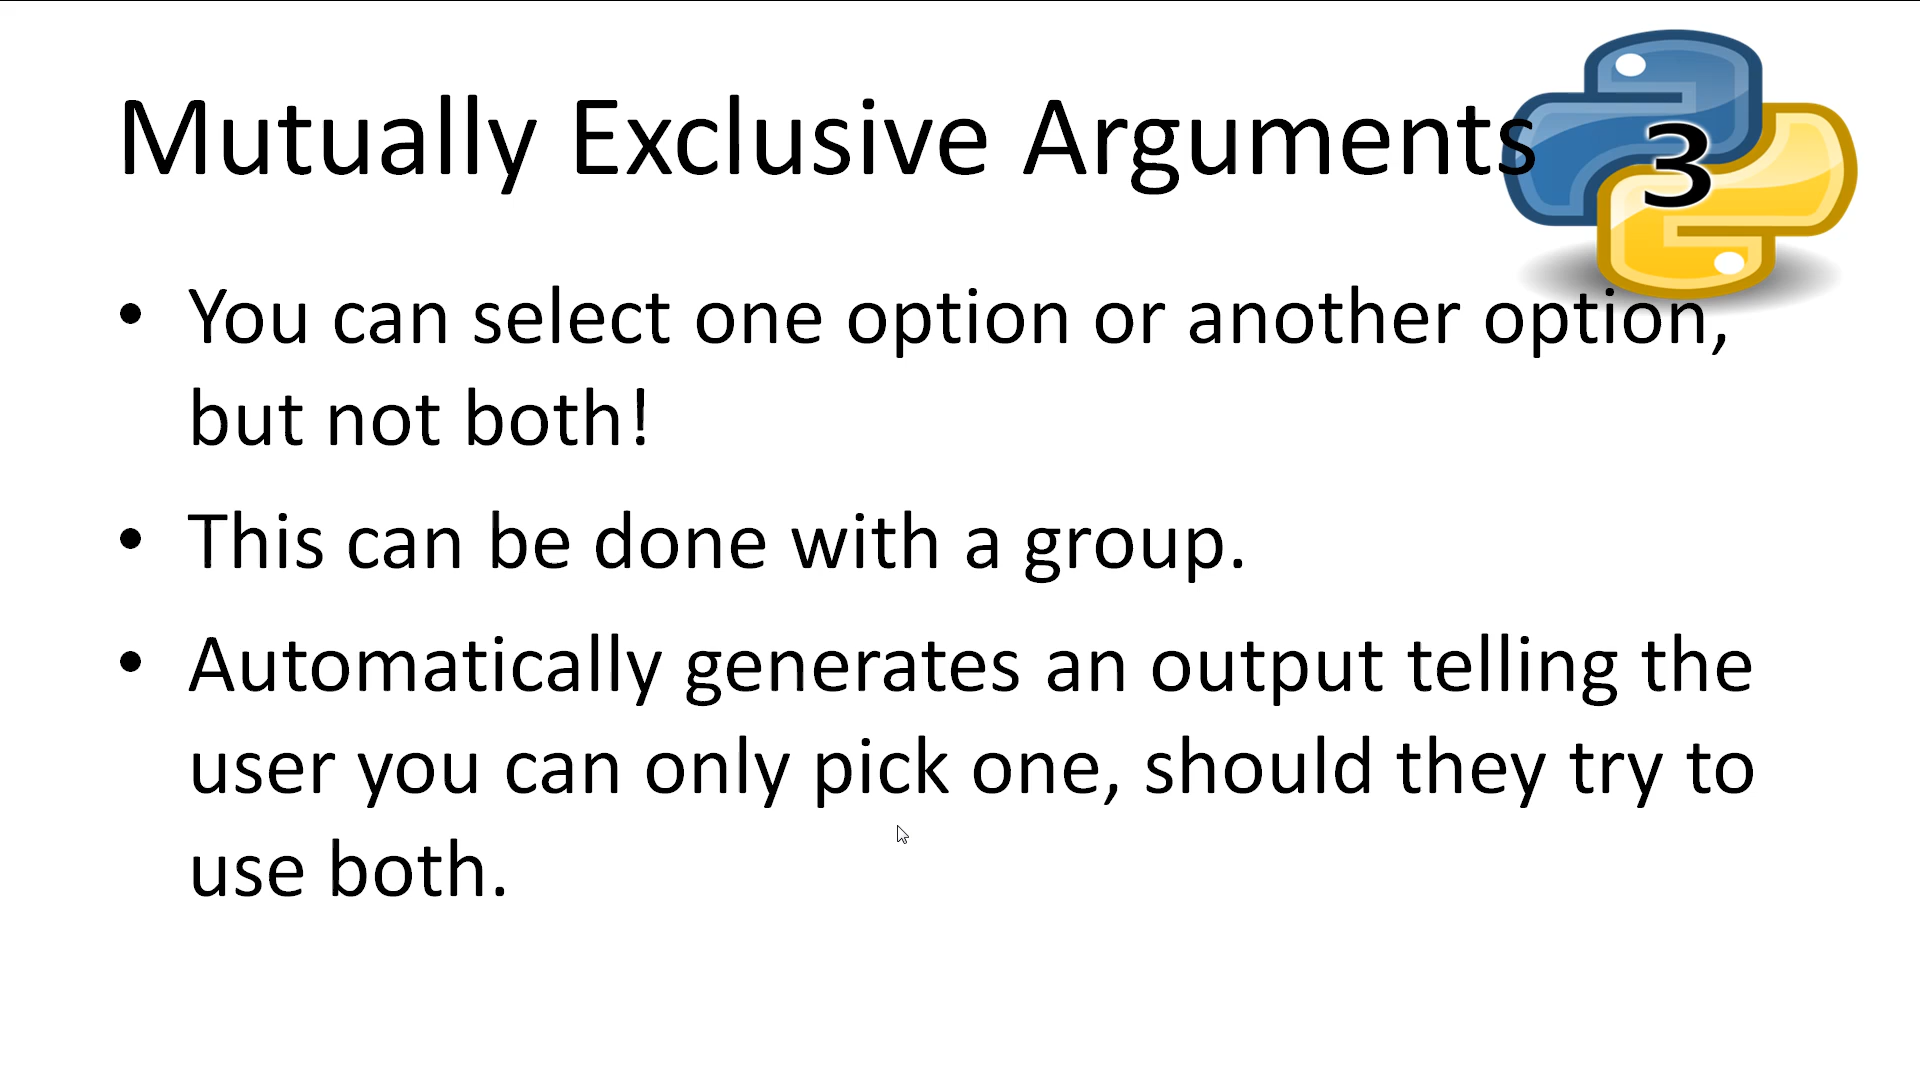 Mutually Exclusive Arguments
3
• You can select one option or another option,
but not both!
• This can be done with a group.
• Automatically generates an output telling the
user you can only pick one, should they try to
use both.